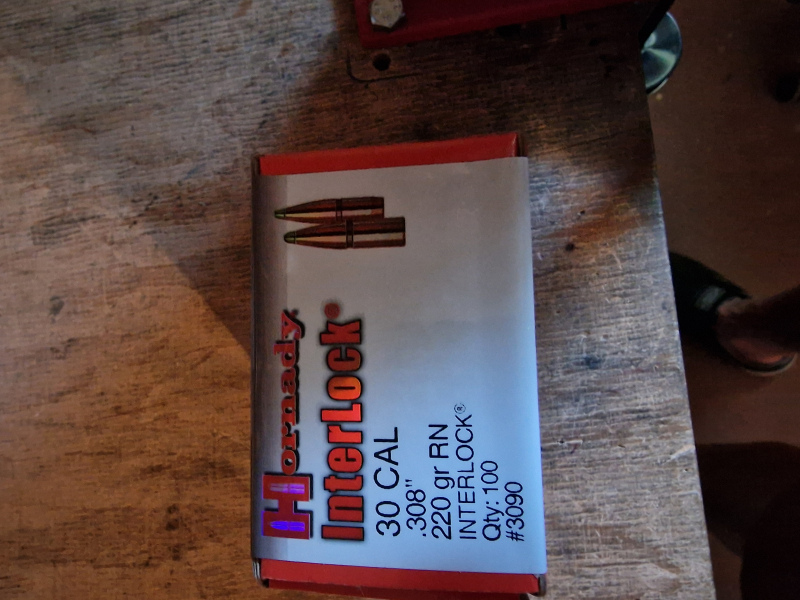 Hornady
InterLock®
30 CAL
.308"
220 gr RN
INTERLOCK®
Qty: 100
#3090